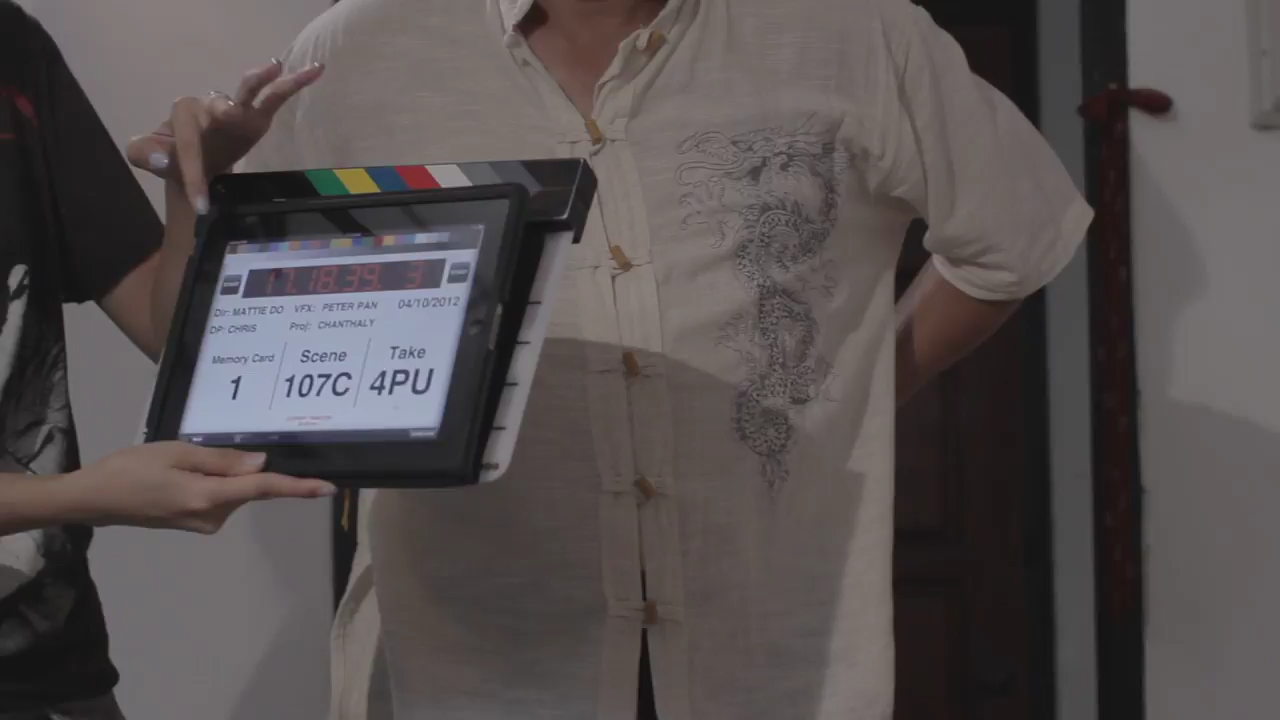 17.18.39. 3
Dir: MATTIE DO VFX: PETER PAN 04/10/2012
DP: CHRIS Proj: CHANTHALY
Memory Card Scene Take
1 107C 4PU